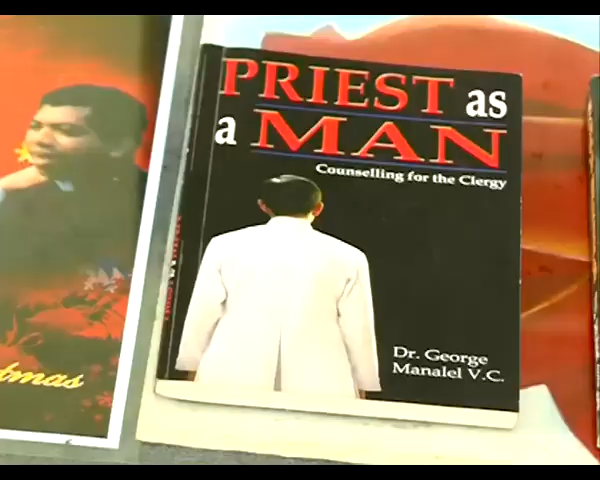 PRIEST as
a MAN
Counselling for the Clergy
Dr. George
Manalel V.C.
tmas